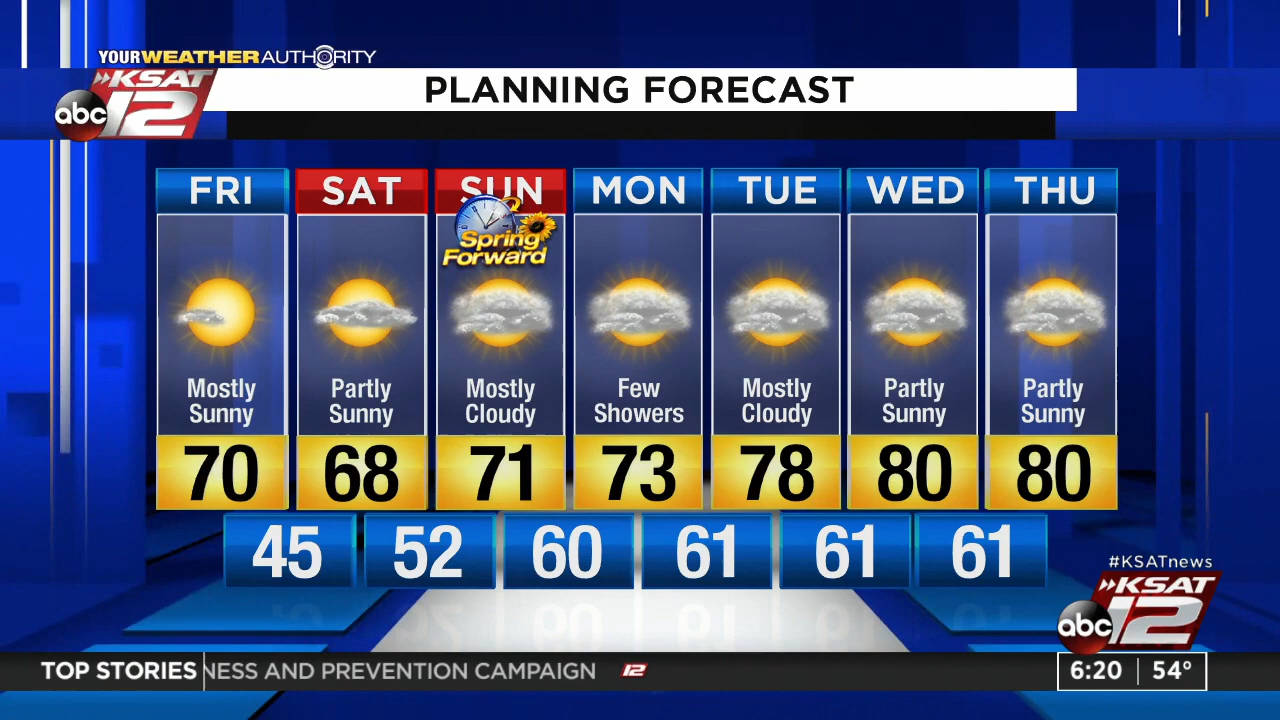 YOURWEATHERAUTHORITY
KSAT
abc 12
PLANNING FORECAST
FRI SAT SUN MON TUE WED THU
Spring
Forward
Mostly Partly Mostly Few Mostly Partly Partly
Sunny Sunny Cloudy Showers Cloudy Sunny Sunny
70 68 71 73 78 80 80
45 52 60 61 61 61
#KSATnews
KSAT
abc 12
TOP STORIES NESS AND PREVENTION CAMPAIGN 12 6:20 54°